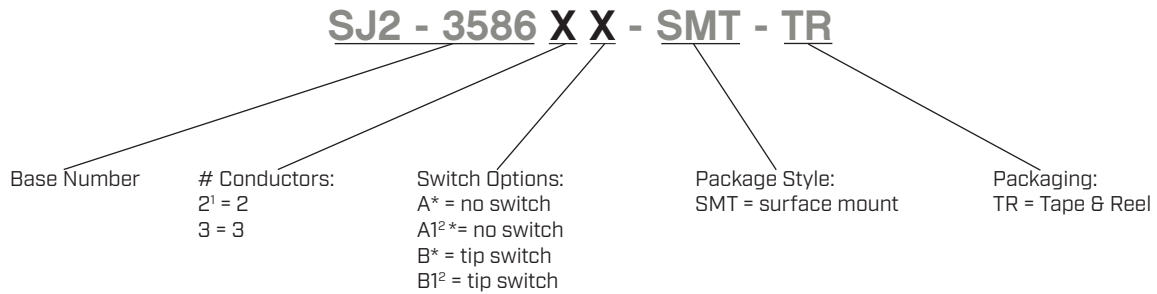 SJ2 - 3586 X X - SMT - TR
Base Number
# Conductors:
2¹ = 2
3 = 3
Switch Options:
A* = no switch
A1² *= no switch
B* = tip switch
B1² = tip switch
Package Style:
SMT = surface mount
Packaging:
TR = Tape & Reel